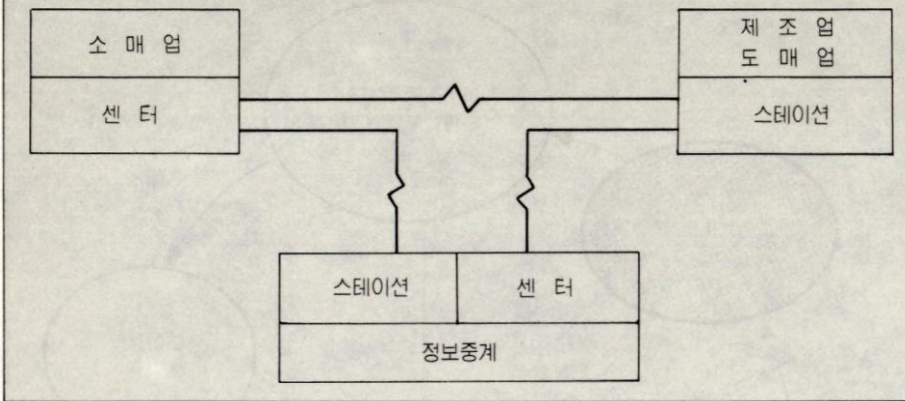 소 매 업
센 터
제 조 업
도 매 업
스테이션
스테이션
센 터
정보중계